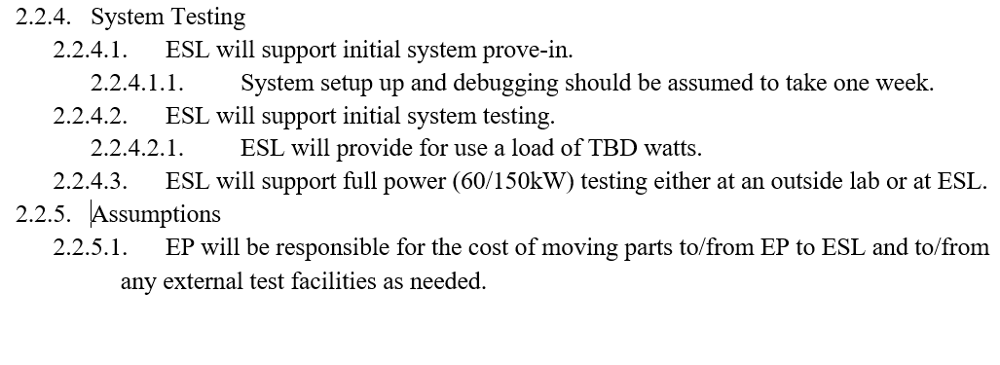 2.2.4. System Testing
2.2.4.1. ESL will support initial system prove-in.
2.2.4.1.1. System setup up and debugging should be assumed to take one week.
2.2.4.2. ESL will support initial system testing.
2.2.4.2.1. ESL will provide for use a load of TBD watts.
2.2.4.3. ESL will support full power (60/150kW) testing either at an outside lab or at ESL.
2.2.5. Assumptions
2.2.5.1. EP will be responsible for the cost of moving parts to/from EP to ESL and to/from
any external test facilities as needed.